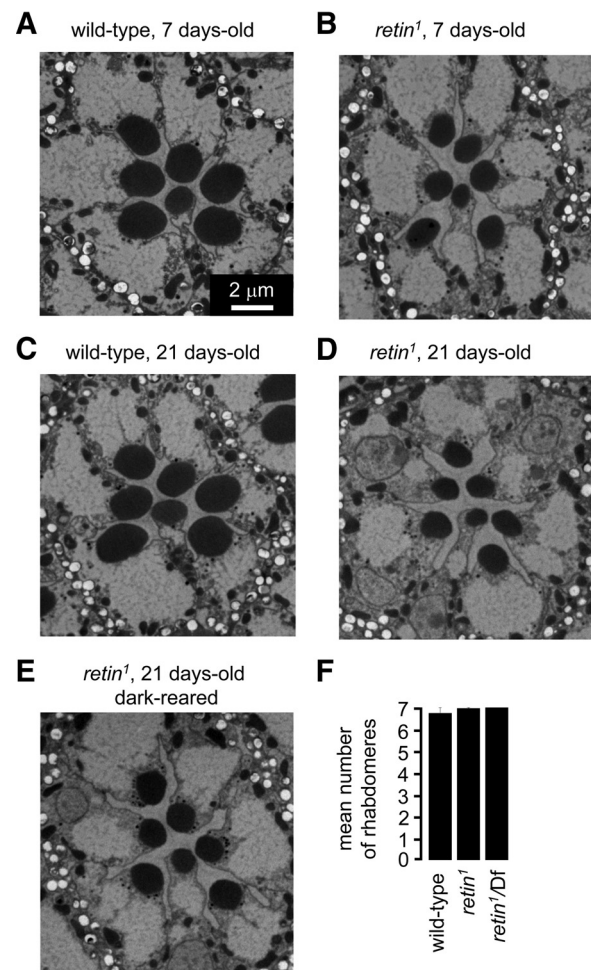 A
wild-type, 7 days-old
B
retin¹, 7 days-old
2 μm
C
wild-type, 21 days-old
D
retin¹, 21 days-old
E
retin¹, 21 days-old
dark-reared
F
mean number
of rhabdomeres
7
6
5
4
3
2
1
0
wild-type
retin¹
retin¹/Df